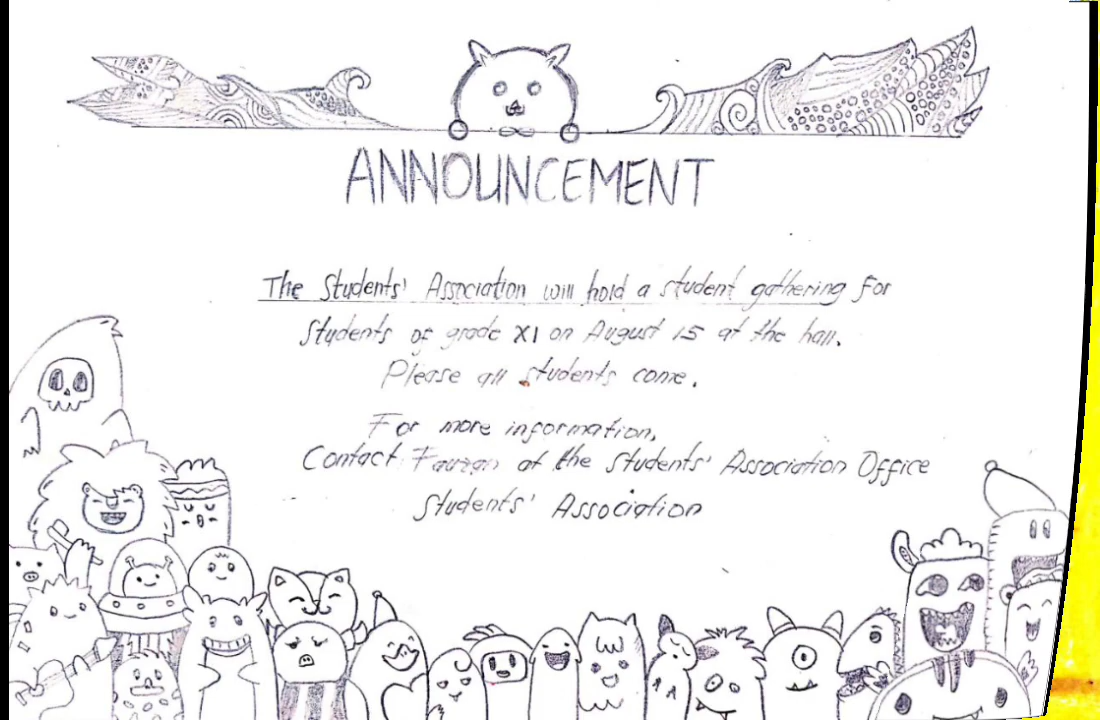 ANNOUNCEMENT
The Students' Association will hold a student gathering for
Students of grade XI on August 15 at the hall.
Please all students come.
For more information,
Contact Fauzan at the Students' Association Office
Students' Association